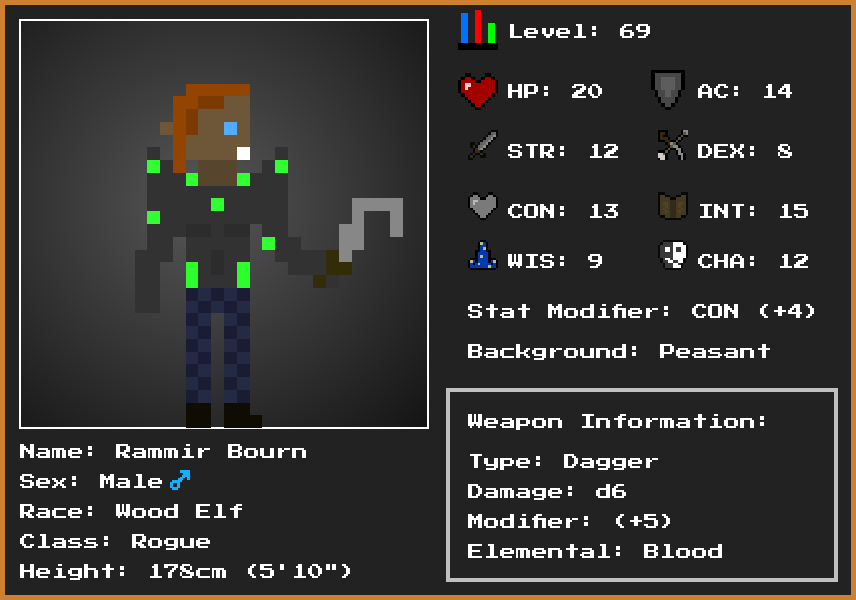 Level: 69
HP: 20 AC: 14
STR: 12 DEX: 8
CON: 13 INT: 15
WIS: 9 CHA: 12
Stat Modifier: CON (+4)
Background: Peasant
Weapon Information:
Type: Dagger
Damage: d6
Modifier: (+5)
Elemental: Blood
Name: Rammir Bourn
Sex: Male ♂
Race: Wood Elf
Class: Rogue
Height: 178cm (5'10")